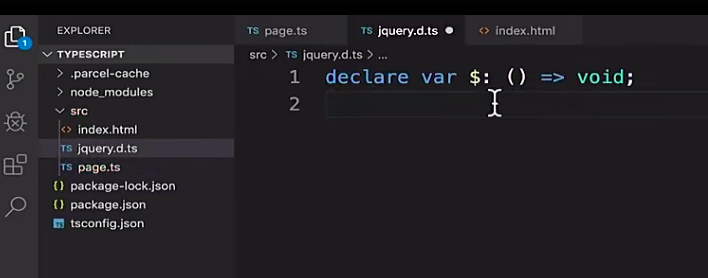 EXPLORER
TS page.ts
TS jquery.d.ts
<> index.html
TYPESCRIPT
src > TS jquery.d.ts > ...
1 declare var $: () => void;
2
> .parcel-cache
> node_modules
src
<> index.html
TS jquery.d.ts
TS page.ts
{} package-lock.json
{} package.json
TS tsconfig.json
1